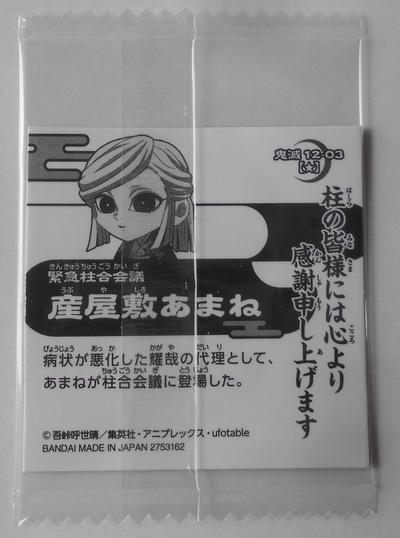 鬼滅 12-03
[大]
柱の皆様には心より
感謝申し上げます
緊急柱合会議
産屋敷あまね
病状が悪化した耀哉の代理として、
あまねが柱合会議に登場した。
©吾峠呼世晴／集英社・アニプレックス・ufotable
BANDAI MADE IN JAPAN 2753162